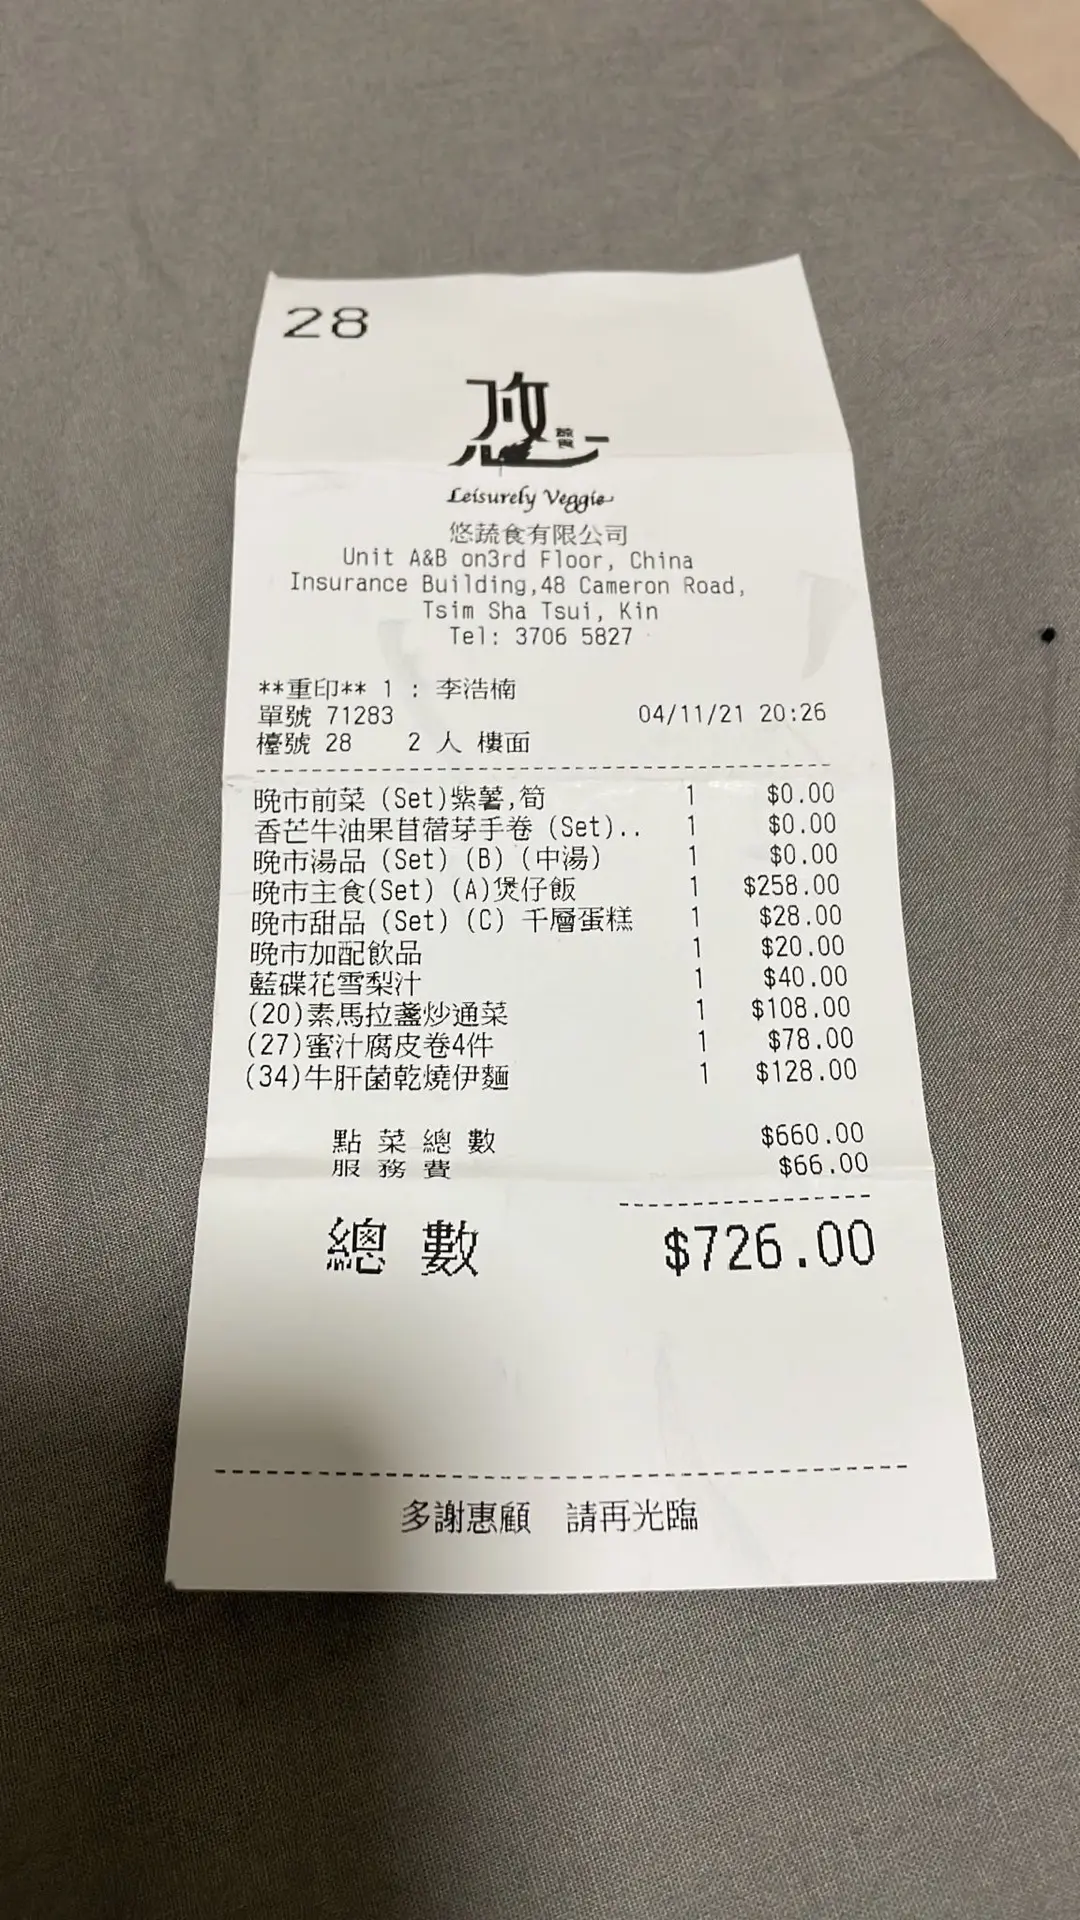 28
悠 蔬食
Leisurely Veggie
悠蔬食有限公司
Unit A&B on3rd Floor, China
Insurance Building,48 Cameron Road,
Tsim Sha Tsui, Kin
Tel: 3706 5827
**重印** 1 : 李浩楠
單號 71283 04/11/21 20:26
檯號 28 2 人 樓面
晚市前菜 (Set)紫薯,筍 1 $0.00
香芒牛油果苜蓿芽手卷 (Set).. 1 $0.00
晚市湯品 (Set) (B) (中湯) 1 $0.00
晚市主食(Set) (A)煲仔飯 1 $258.00
晚市甜品 (Set) (C) 千層蛋糕 1 $28.00
晚市加配飲品 1 $20.00
藍碟花雪梨汁 1 $40.00
(20)素馬拉盞炒通菜 1 $108.00
(27)蜜汁腐皮卷4件 1 $78.00
(34)牛肝菌乾燒伊麵 1 $128.00
點 菜 總 數 $660.00
服 務 費 $66.00
總 數 $726.00
多謝惠顧 請再光臨